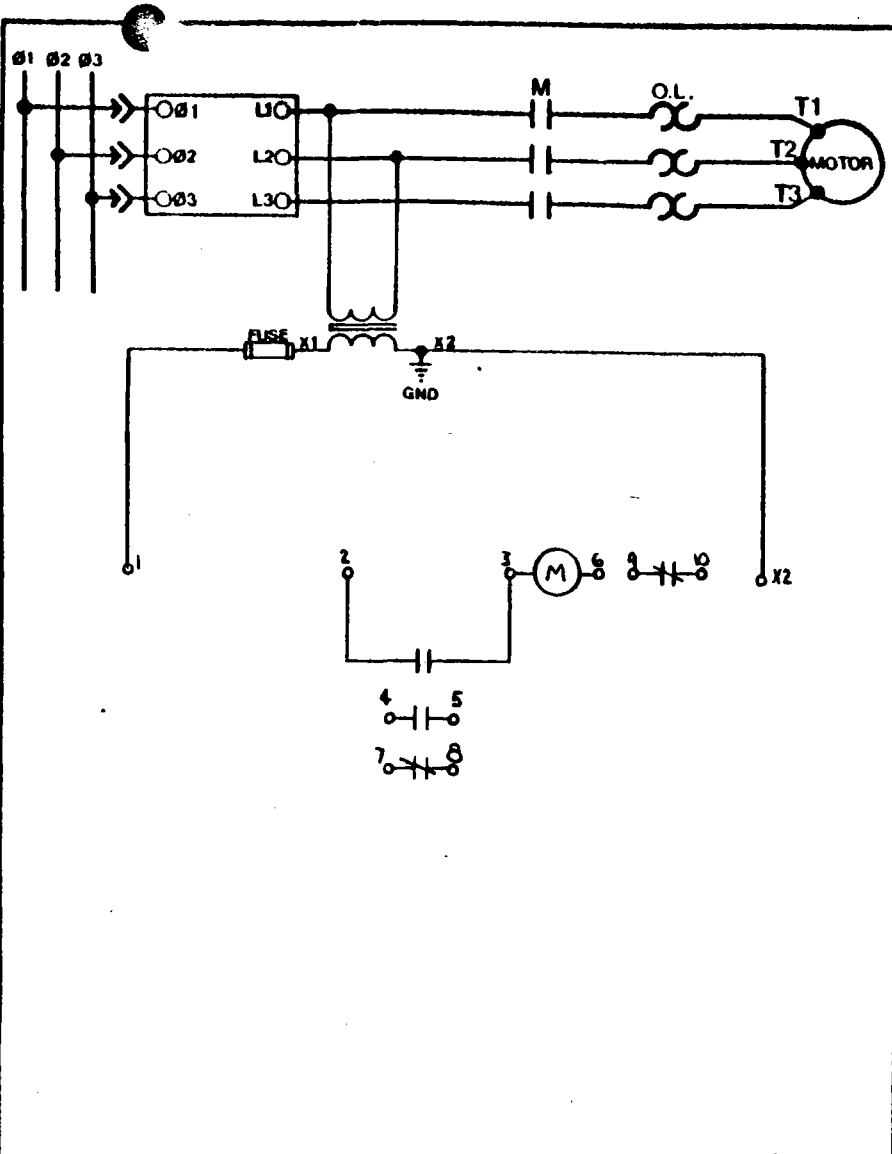 Ø1 Ø2 Ø3
M
O.L.
Ø1 L1
T1
Ø2 L2
T2
MOTOR
Ø3 L3
T3
FUSE X1 X2
GND
1 2 3 M 6 9 10 X2
4 5
7 8